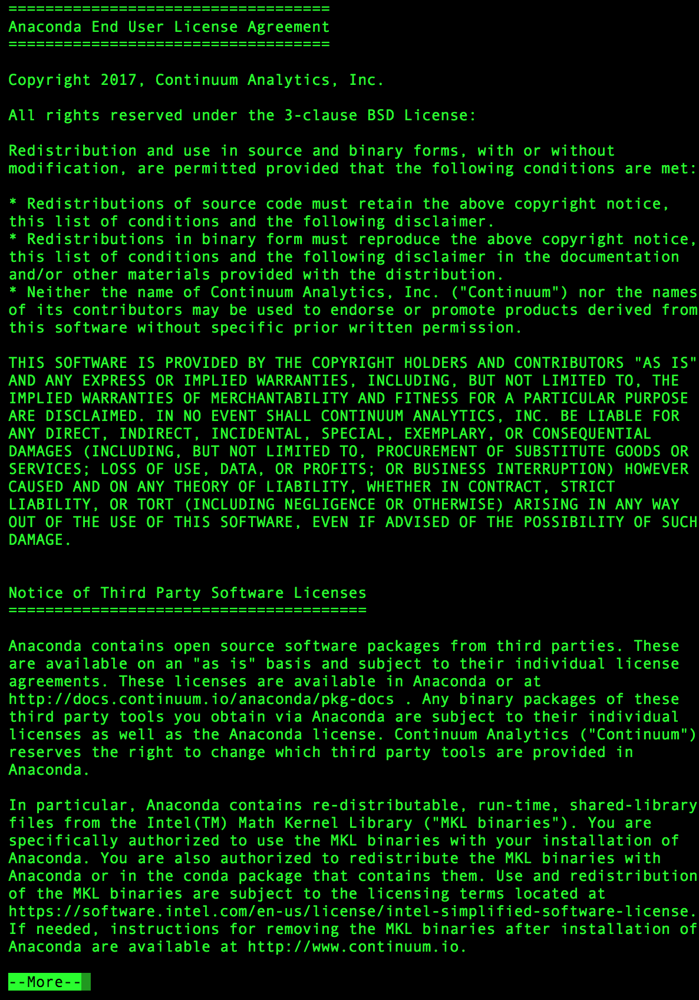 ===================================
Anaconda End User License Agreement
===================================
Copyright 2017, Continuum Analytics, Inc.
All rights reserved under the 3-clause BSD License:
Redistribution and use in source and binary forms, with or without
modification, are permitted provided that the following conditions are met:
* Redistributions of source code must retain the above copyright notice,
this list of conditions and the following disclaimer.
* Redistributions in binary form must reproduce the above copyright notice,
this list of conditions and the following disclaimer in the documentation
and/or other materials provided with the distribution.
* Neither the name of Continuum Analytics, Inc. ("Continuum") nor the names
of its contributors may be used to endorse or promote products derived from
this software without specific prior written permission.
THIS SOFTWARE IS PROVIDED BY THE COPYRIGHT HOLDERS AND CONTRIBUTORS "AS IS"
AND ANY EXPRESS OR IMPLIED WARRANTIES, INCLUDING, BUT NOT LIMITED TO, THE
IMPLIED WARRANTIES OF MERCHANTABILITY AND FITNESS FOR A PARTICULAR PURPOSE
ARE DISCLAIMED. IN NO EVENT SHALL CONTINUUM ANALYTICS, INC. BE LIABLE FOR
ANY DIRECT, INDIRECT, INCIDENTAL, SPECIAL, EXEMPLARY, OR CONSEQUENTIAL
DAMAGES (INCLUDING, BUT NOT LIMITED TO, PROCUREMENT OF SUBSTITUTE GOODS OR
SERVICES; LOSS OF USE, DATA, OR PROFITS; OR BUSINESS INTERRUPTION) HOWEVER
CAUSED AND ON ANY THEORY OF LIABILITY, WHETHER IN CONTRACT, STRICT
LIABILITY, OR TORT (INCLUDING NEGLIGENCE OR OTHERWISE) ARISING IN ANY WAY
OUT OF THE USE OF THIS SOFTWARE, EVEN IF ADVISED OF THE POSSIBILITY OF SUCH
DAMAGE.
Notice of Third Party Software Licenses
=======================================
Anaconda contains open source software packages from third parties. These
are available on an "as is" basis and subject to their individual license
agreements. These licenses are available in Anaconda or at
http://docs.continuum.io/anaconda/pkg-docs . Any binary packages of these
third party tools you obtain via Anaconda are subject to their individual
licenses as well as the Anaconda license. Continuum Analytics ("Continuum")
reserves the right to change which third party tools are provided in
Anaconda.
In particular, Anaconda contains re-distributable, run-time, shared-library
files from the Intel(TM) Math Kernel Library ("MKL binaries"). You are
specifically authorized to use the MKL binaries with your installation of
Anaconda. You are also authorized to redistribute the MKL binaries with
Anaconda or in the conda package that contains them. Use and redistribution
of the MKL binaries are subject to the licensing terms located at
https://software.intel.com/en-us/license/intel-simplified-software-license.
If needed, instructions for removing the MKL binaries after installation of
Anaconda are available at http://www.continuum.io.
--More--